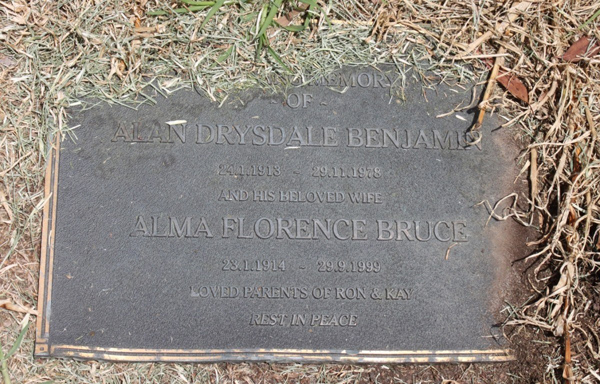 MEMORY
- OF -
ALAN DRYSDALE BENJAMIN
24.1.1913 - 29.11.1978
AND HIS BELOVED WIFE
ALMA FLORENCE BRUCE
23.1.1914 - 29.9.1999
LOVED PARENTS OF RON & KAY
REST IN PEACE